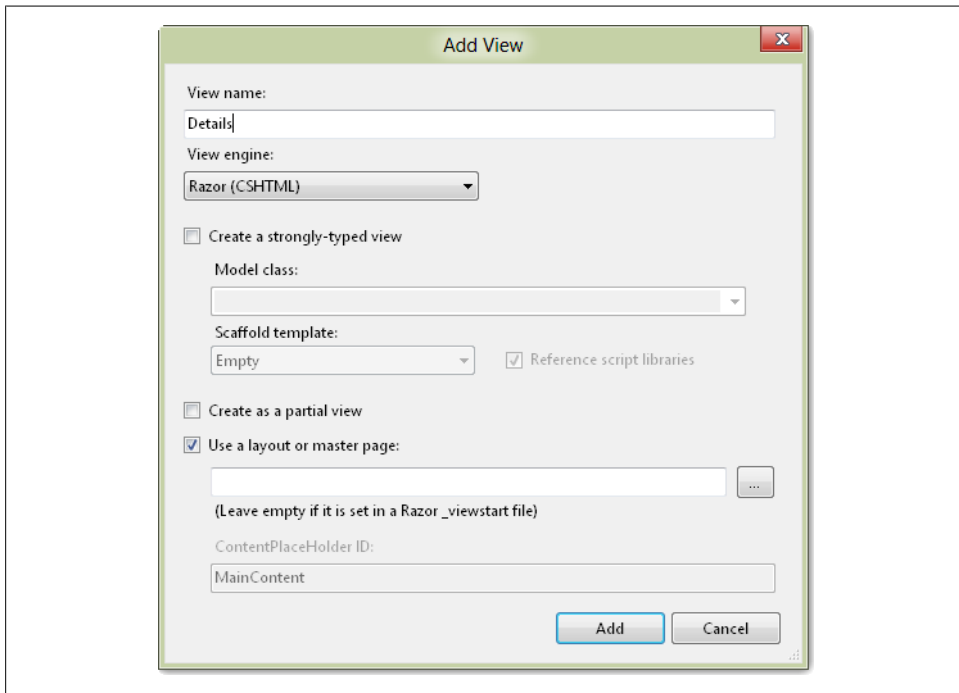 Add View
View name:
Details
View engine:
Razor (CSHTML)
Create a strongly-typed view
Model class:
Scaffold template:
Empty
Reference script libraries
Create as a partial view
Use a layout or master page:
...
(Leave empty if it is set in a Razor _viewstart file)
ContentPlaceHolder ID:
MainContent
Add
Cancel